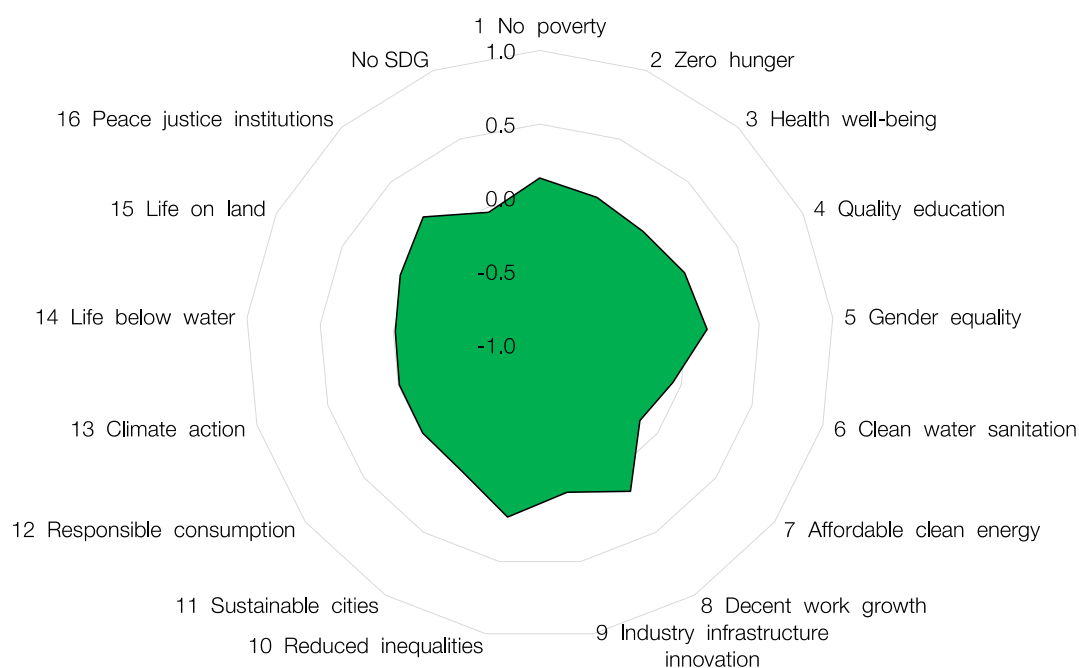 1 No poverty
1.0
No SDG
2 Zero hunger
16 Peace justice institutions
0.5
3 Health well-being
15 Life on land
0.0
4 Quality education
-0.5
14 Life below water
5 Gender equality
-1.0
13 Climate action
6 Clean water sanitation
12 Responsible consumption
7 Affordable clean energy
11 Sustainable cities
8 Decent work growth
10 Reduced inequalities
9 Industry infrastructure
innovation